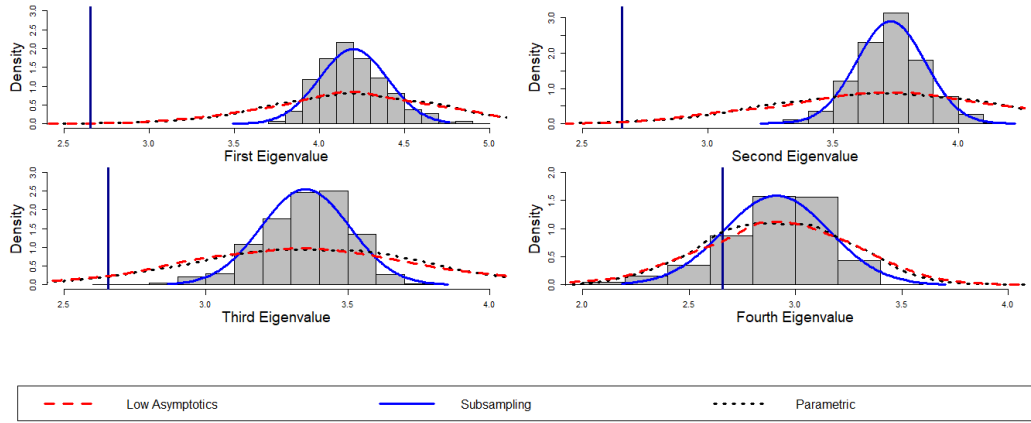 Density
0.0 0.5 1.0 1.5 2.0 2.5 3.0
2.5 3.0 3.5 4.0 4.5 5.0
First Eigenvalue
Density
0.0 1.0 2.0 3.0
2.5 3.0 3.5 4.0
Second Eigenvalue
Density
0.0 0.5 1.0 1.5 2.0 2.5 3.0
2.5 3.0 3.5 4.0
Third Eigenvalue
Density
0.0 0.5 1.0 1.5 2.0
2.0 2.5 3.0 3.5 4.0
Fourth Eigenvalue
Low Asymptotics Subsampling Parametric